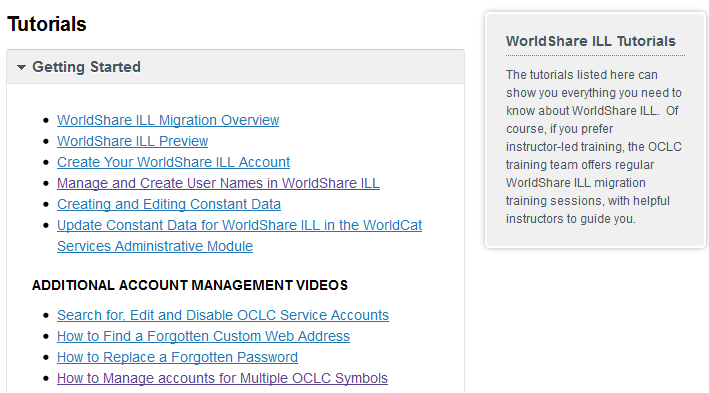 Tutorials
Getting Started
WorldShare ILL Migration Overview
WorldShare ILL Preview
Create Your WorldShare ILL Account
Manage and Create User Names in WorldShare ILL
Creating and Editing Constant Data
Update Constant Data for WorldShare ILL in the WorldCat
Services Administrative Module
ADDITIONAL ACCOUNT MANAGEMENT VIDEOS
Search for, Edit and Disable OCLC Service Accounts
How to Find a Forgotten Custom Web Address
How to Replace a Forgotten Password
How to Manage accounts for Multiple OCLC Symbols
WorldShare ILL Tutorials
The tutorials listed here can
show you everything you need to
know about WorldShare ILL.  Of
course, if you prefer
instructor-led training, the OCLC
training team offers regular
WorldShare ILL migration
training sessions, with helpful
instructors to guide you.